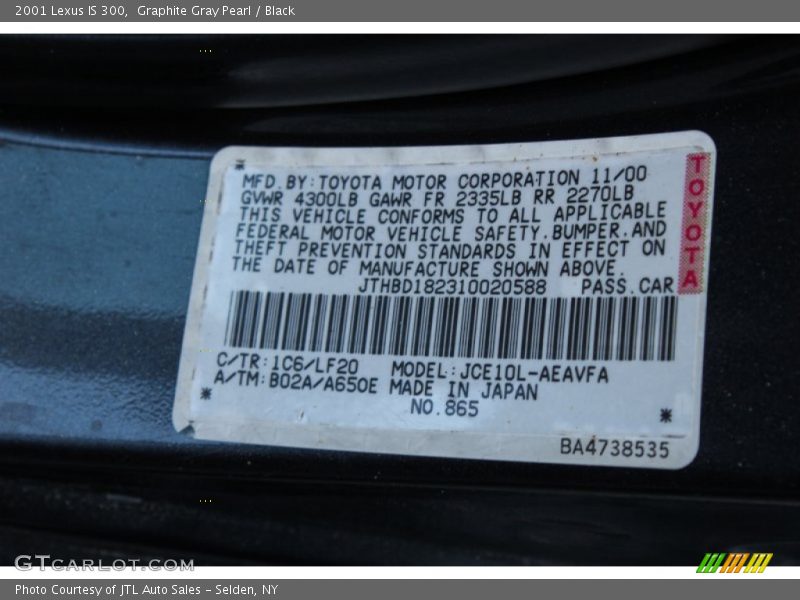 2001 Lexus IS 300,  Graphite Gray Pearl / Black
MFD.BY:TOYOTA MOTOR CORPORATION 11/00
GVWR 4300LB GAWR FR 2335LB RR 2270LB
THIS VEHICLE CONFORMS TO ALL APPLICABLE
FEDERAL MOTOR VEHICLE SAFETY,BUMPER,AND
THEFT PREVENTION STANDARDS IN EFFECT ON
THE DATE OF MANUFACTURE SHOWN ABOVE.
JTHBD182310020588 PASS.CAR
TOYOTA
C/TR:1C6/LF20 MODEL:JCE10L-AEAVFA
A/TM:B02A/A650E MADE IN JAPAN
NO.865
BA4738535
GTCARLOT.COM
Photo Courtesy of JTL Auto Sales - Selden, NY